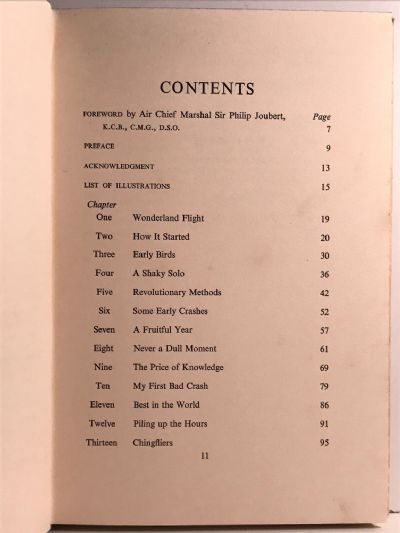 CONTENTS
FOREWORD by Air Chief Marshal Sir Philip Joubert, Page
K.C.B., C.M.G., D.S.O. 7
PREFACE 9
ACKNOWLEDGMENT 13
LIST OF ILLUSTRATIONS 15
Chapter
One Wonderland Flight 19
Two How It Started 20
Three Early Birds 30
Four A Shaky Solo 36
Five Revolutionary Methods 42
Six Some Early Crashes 52
Seven A Fruitful Year 57
Eight Never a Dull Moment 61
Nine The Price of Knowledge 69
Ten My First Bad Crash 79
Eleven Best in the World 86
Twelve Piling up the Hours 91
Thirteen Chingfliers 95
11